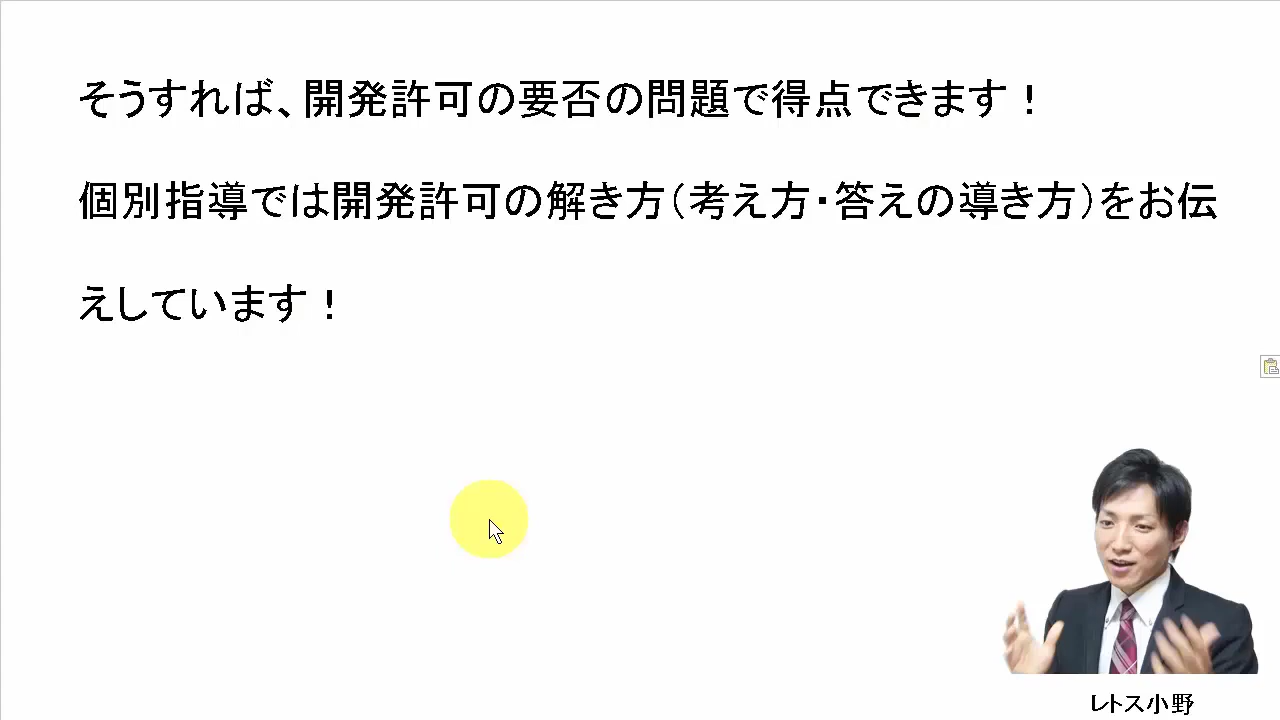 そうすれば、開発許可の要否の問題で得点できます！
個別指導では開発許可の解き方（考え方・答えの導き方）をお伝
えしています！
レトス小野